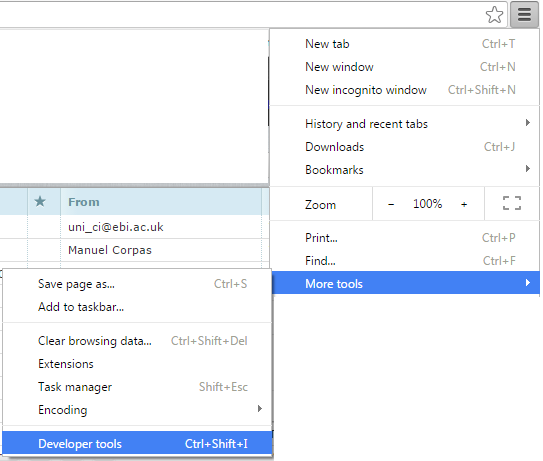 New tab Ctrl+T
New window Ctrl+N
New incognito window Ctrl+Shift+N
History and recent tabs
Downloads Ctrl+J
Bookmarks
Zoom − 100% +
Print... Ctrl+P
Find... Ctrl+F
More tools
From
uni_ci@ebi.ac.uk
Manuel Corpas
Save page as... Ctrl+S
Add to taskbar...
Clear browsing data... Ctrl+Shift+Del
Extensions
Task manager Shift+Esc
Encoding
Developer tools Ctrl+Shift+I